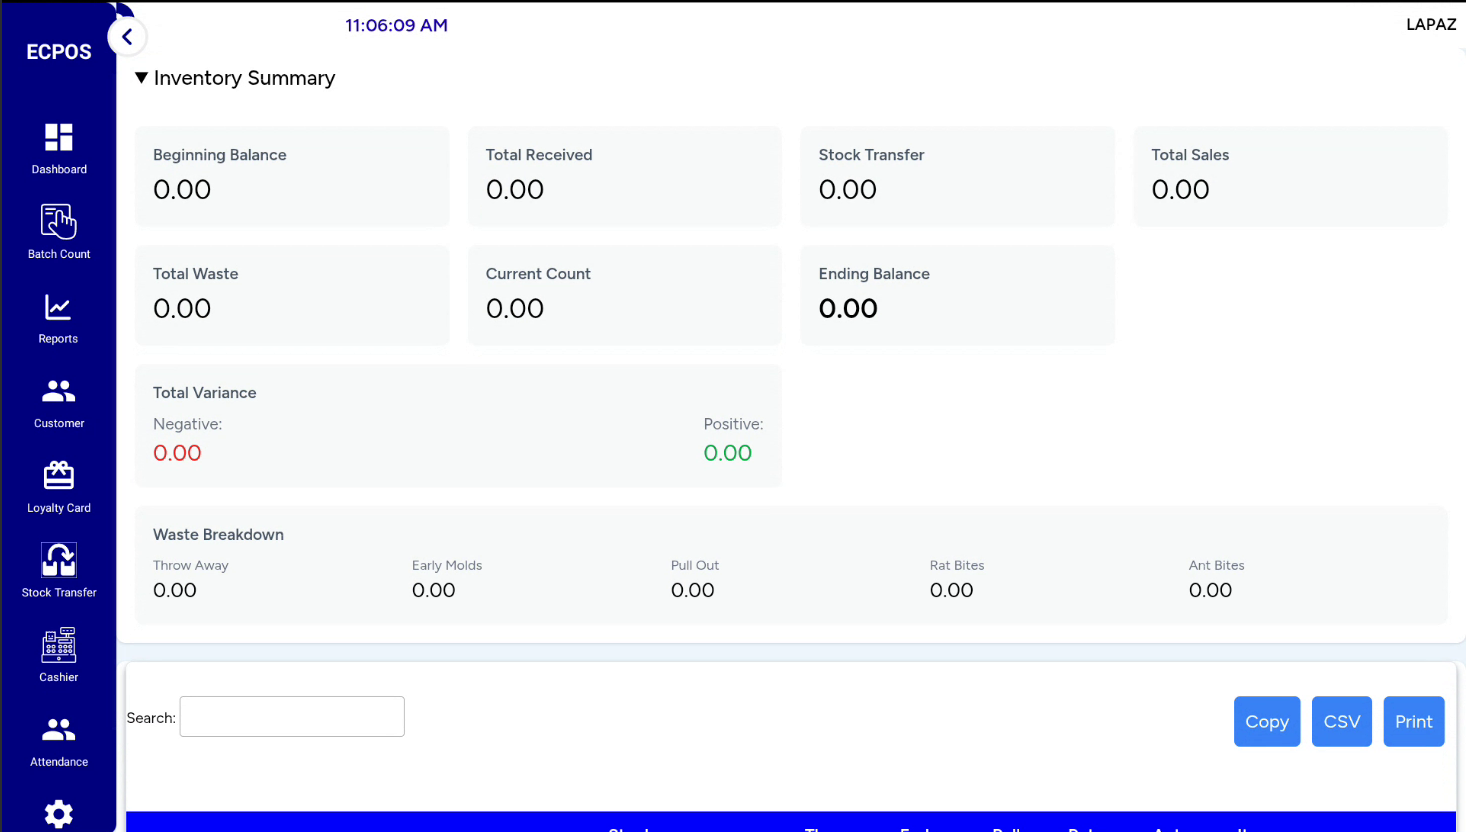 ECPOS
11:06:09 AM
LAPAZ
Inventory Summary
Dashboard
Batch Count
Reports
Customer
Loyalty Card
Stock Transfer
Cashier
Attendance
Beginning Balance
0.00
Total Received
0.00
Stock Transfer
0.00
Total Sales
0.00
Total Waste
0.00
Current Count
0.00
Ending Balance
0.00
Total Variance
Negative:
0.00
Positive:
0.00
Waste Breakdown
Throw Away
0.00
Early Molds
0.00
Pull Out
0.00
Rat Bites
0.00
Ant Bites
0.00
Search:
Copy
CSV
Print